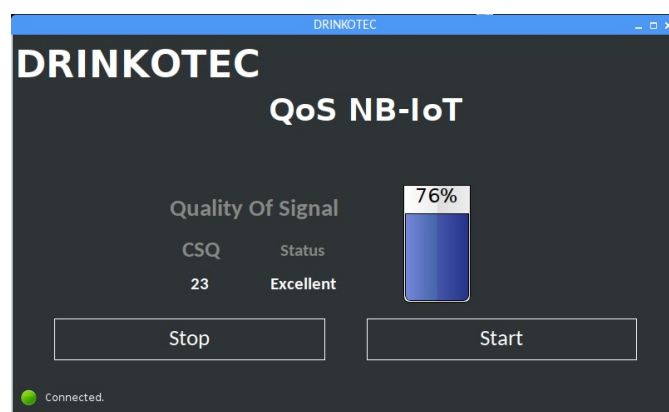 DRINKOTEC
DRINKOTEC
QoS NB-IoT
76%
Quality Of Signal
CSQ Status
23 Excellent
Stop Start
Connected.